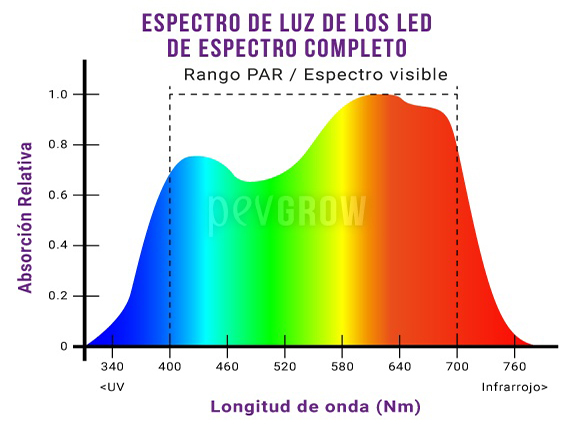 ESPECTRO DE LUZ DE LOS LED
DE ESPECTRO COMPLETO
Rango PAR / Espectro visible
Absorción Relativa
1.0
0.8
0.6
0.4
0.2
0
pevGROW
340 400 460 520 580 640 700 760
<UV Infrarrojo>
Longitud de onda (Nm)